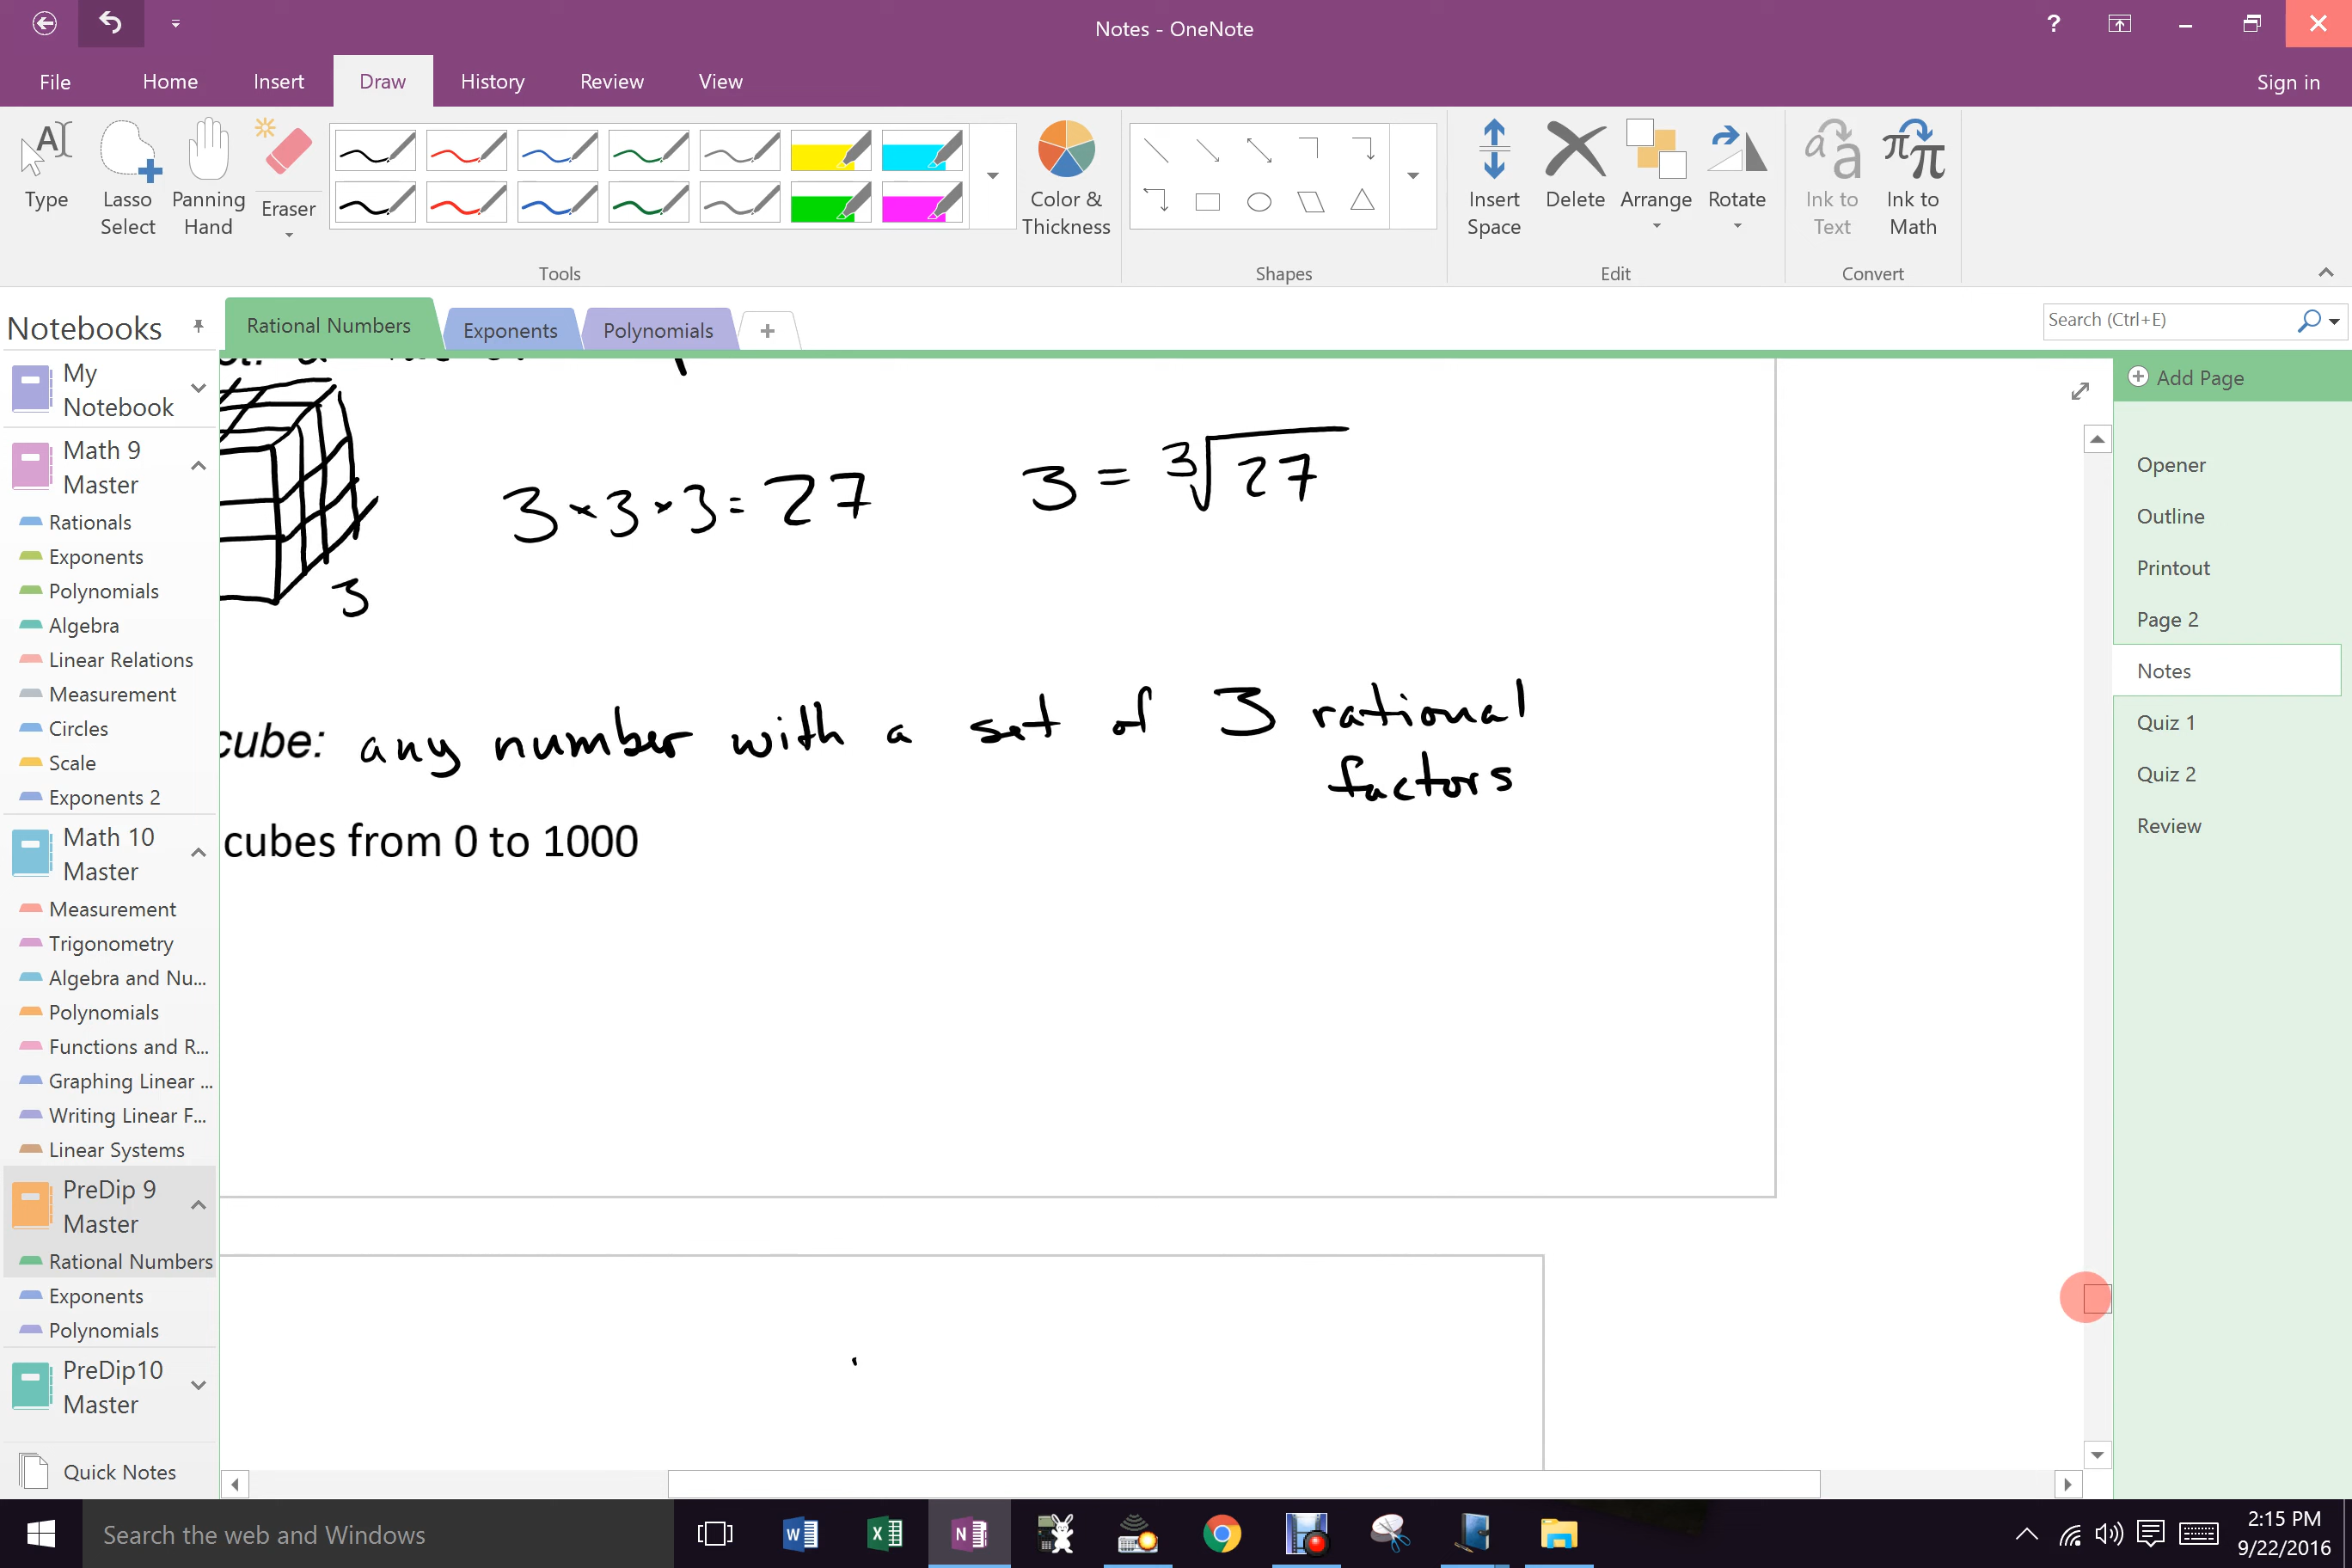 Notes - OneNote
?
File Home Insert Draw History Review View Sign in
Type
Lasso Select
Panning Hand
Eraser
Color & Thickness
Insert Space
Delete
Arrange
Rotate
Ink to Text
Ink to Math
Tools Shapes Edit Convert
Notebooks
Rational Numbers Exponents Polynomials +
Search (Ctrl+E)
My Notebook
Math 9 Master
Rationals
Exponents
Polynomials
Algebra
Linear Relations
Measurement
Circles
Scale
Exponents 2
Math 10 Master
Measurement
Trigonometry
Algebra and Nu...
Polynomials
Functions and R...
Graphing Linear ...
Writing Linear F...
Linear Systems
PreDip 9 Master
Rational Numbers
Exponents
Polynomials
PreDip10 Master
Quick Notes
3 × 3 × 3 = 27
3 = ∛27
3
cube: any number with a set of 3 rational
factors
cubes from 0 to 1000
Add Page
Opener
Outline
Printout
Page 2
Notes
Quiz 1
Quiz 2
Review
Search the web and Windows
2:15 PM
9/22/2016